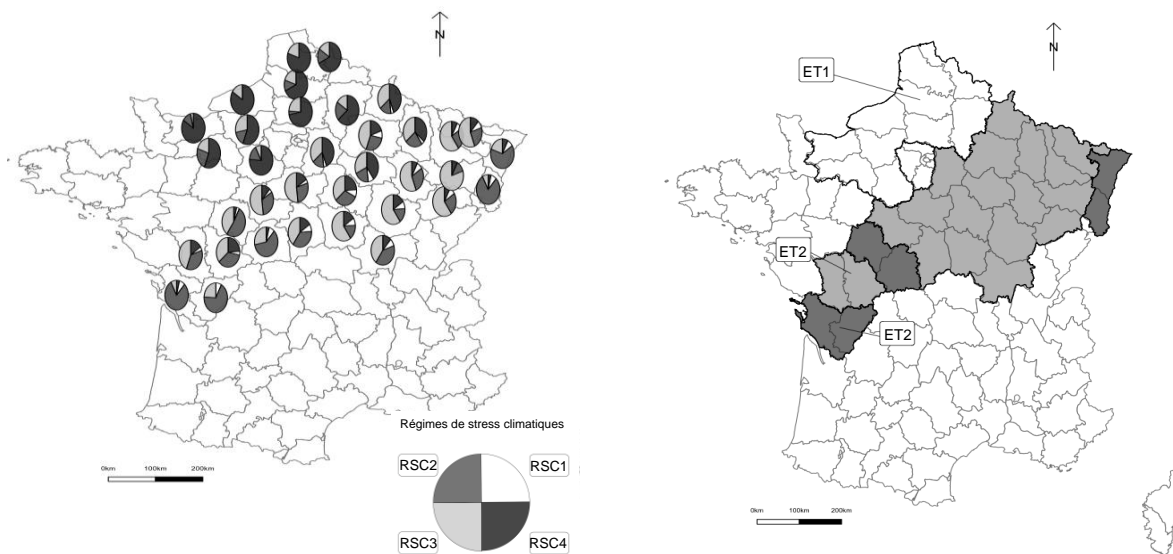 N
0km 100km 200km
Régimes de stress climatiques
RSC2 RSC1
RSC3 RSC4
N
ET1
ET2
ET2
0km 100km 200km